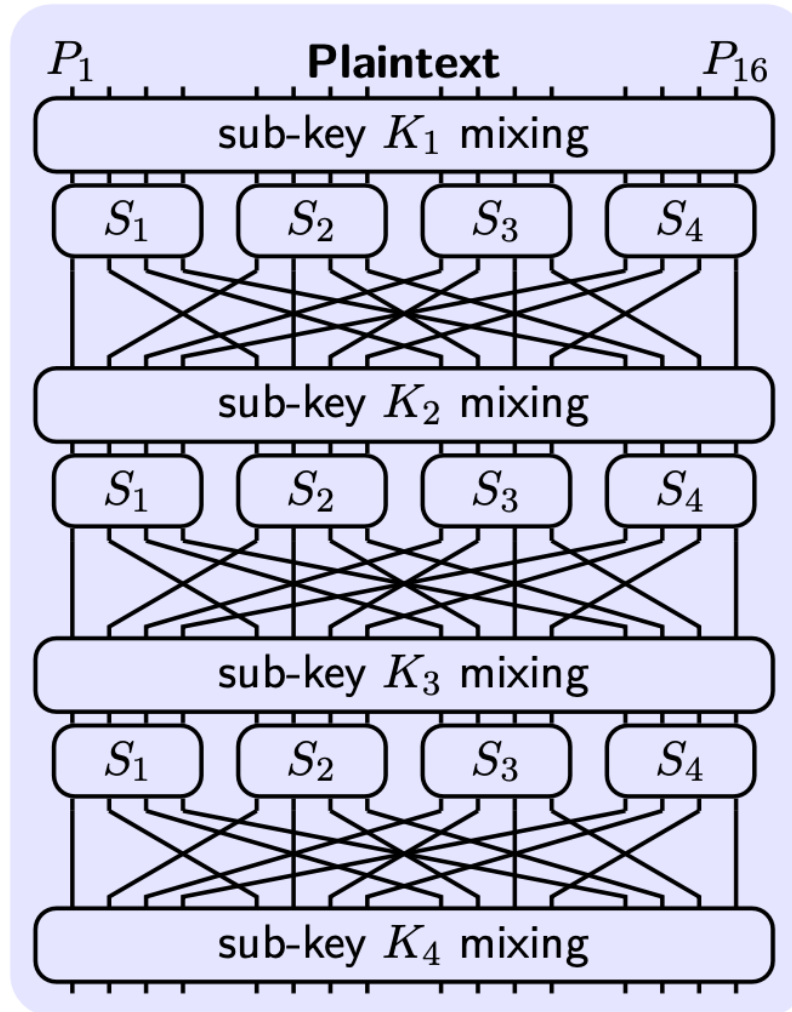 P₁ Plaintext P₁₆
sub-key K₁ mixing
S₁ S₂ S₃ S₄
sub-key K₂ mixing
S₁ S₂ S₃ S₄
sub-key K₃ mixing
S₁ S₂ S₃ S₄
sub-key K₄ mixing